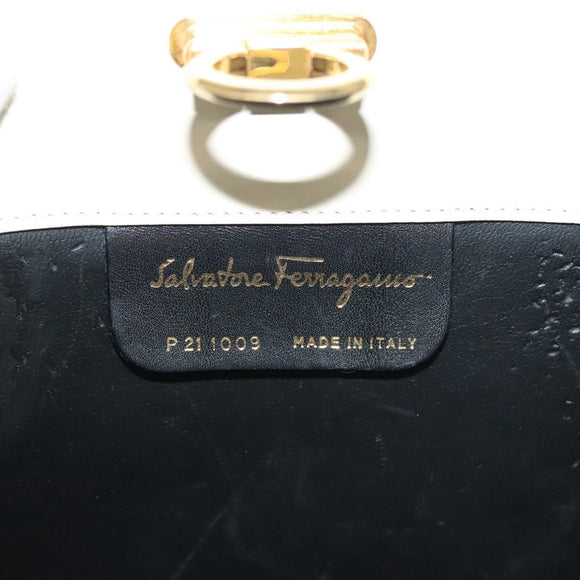 Salvatore Ferragamo
P 21 1009 MADE IN ITALY